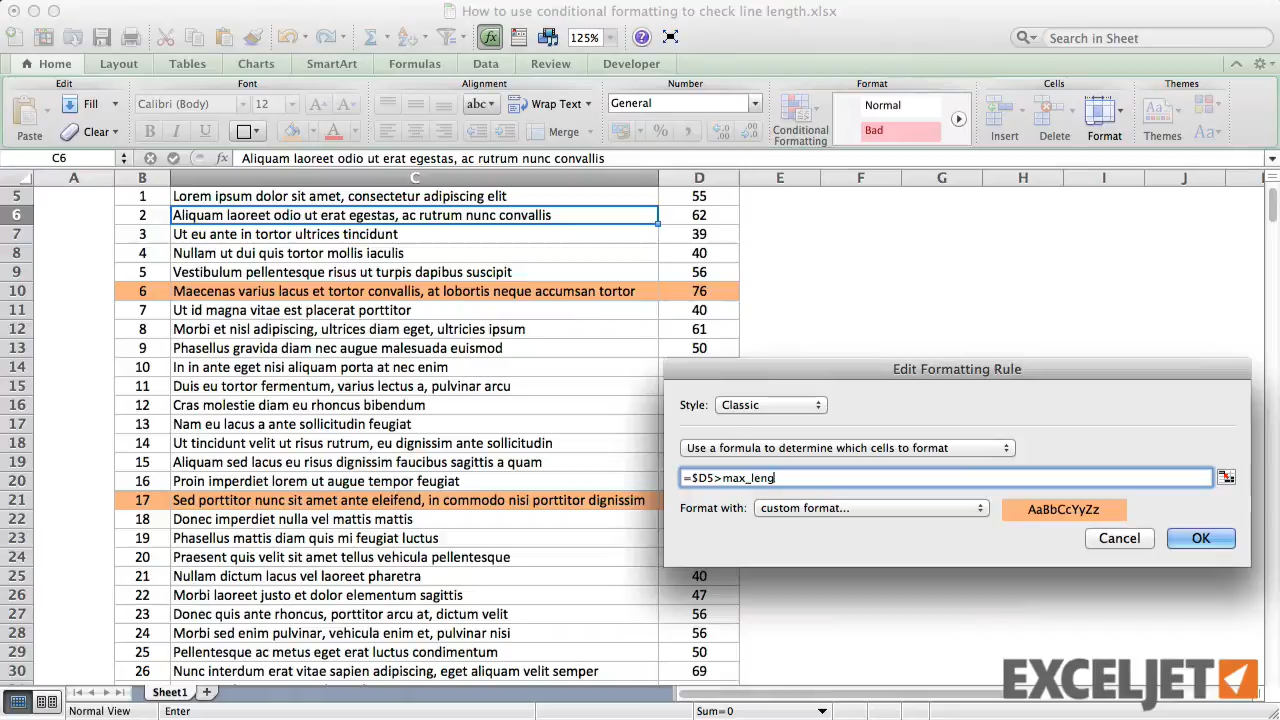 How to use conditional formatting to check line length.xlsx
125% Search in Sheet
Home Layout Tables Charts SmartArt Formulas Data Review Developer
Edit Font Alignment Number Format Cells Themes
Fill Calibri (Body) 12 abc Wrap Text General Normal
Paste Clear B I U Merge Conditional Formatting Bad Insert Delete Format Themes Aa
C6 fx Aliquam laoreet odio ut erat egestas, ac rutrum nunc convallis
A B C D E F G H I J
5 1 Lorem ipsum dolor sit amet, consectetur adipiscing elit 55
6 2 Aliquam laoreet odio ut erat egestas, ac rutrum nunc convallis 62
7 3 Ut eu ante in tortor ultrices tincidunt 39
8 4 Nullam ut dui quis tortor mollis iaculis 40
9 5 Vestibulum pellentesque risus ut turpis dapibus suscipit 56
10 6 Maecenas varius lacus et tortor convallis, at lobortis neque accumsan tortor 76
11 7 Ut id magna vitae est placerat porttitor 40
12 8 Morbi et nisl adipiscing, ultrices diam eget, ultricies ipsum 61
13 9 Phasellus gravida diam nec augue malesuada euismod 50
14 10 In in ante eget nisi aliquam porta at nec enim
15 11 Duis eu tortor fermentum, varius lectus a, pulvinar arcu
16 12 Cras molestie diam eu rhoncus bibendum
17 13 Nam eu lacus a ante sollicitudin feugiat
18 14 Ut tincidunt velit ut risus rutrum, eu dignissim ante sollicitudin
19 15 Aliquam sed lacus eu risus dignissim faucibus sagittis a quam
20 16 Proin imperdiet lorem ut augue tempor feugiat
21 17 Sed porttitor nunc sit amet ante eleifend, in commodo nisi porttitor dignissim
22 18 Donec imperdiet nulla vel mattis mattis
23 19 Phasellus mattis diam quis mi feugiat luctus
24 20 Praesent quis velit sit amet tellus vehicula pellentesque
25 21 Nullam dictum lacus vel laoreet pharetra 40
26 22 Morbi laoreet justo et dolor elementum sagittis 47
27 23 Donec quis ante rhoncus, porttitor arcu at, dictum velit 56
28 24 Morbi sed enim pulvinar, vehicula enim et, pulvinar nisi 56
29 25 Pellentesque ac metus eget erat luctus condimentum 50
30 26 Nunc interdum erat vitae sapien adipiscing, eget aliquam velit semper 69
Edit Formatting Rule
Style: Classic
Use a formula to determine which cells to format
=$D5>max_leng
Format with: custom format... AaBbCcYyZz
Cancel OK
EXCELJET
Sheet1
Normal View Enter Sum=0